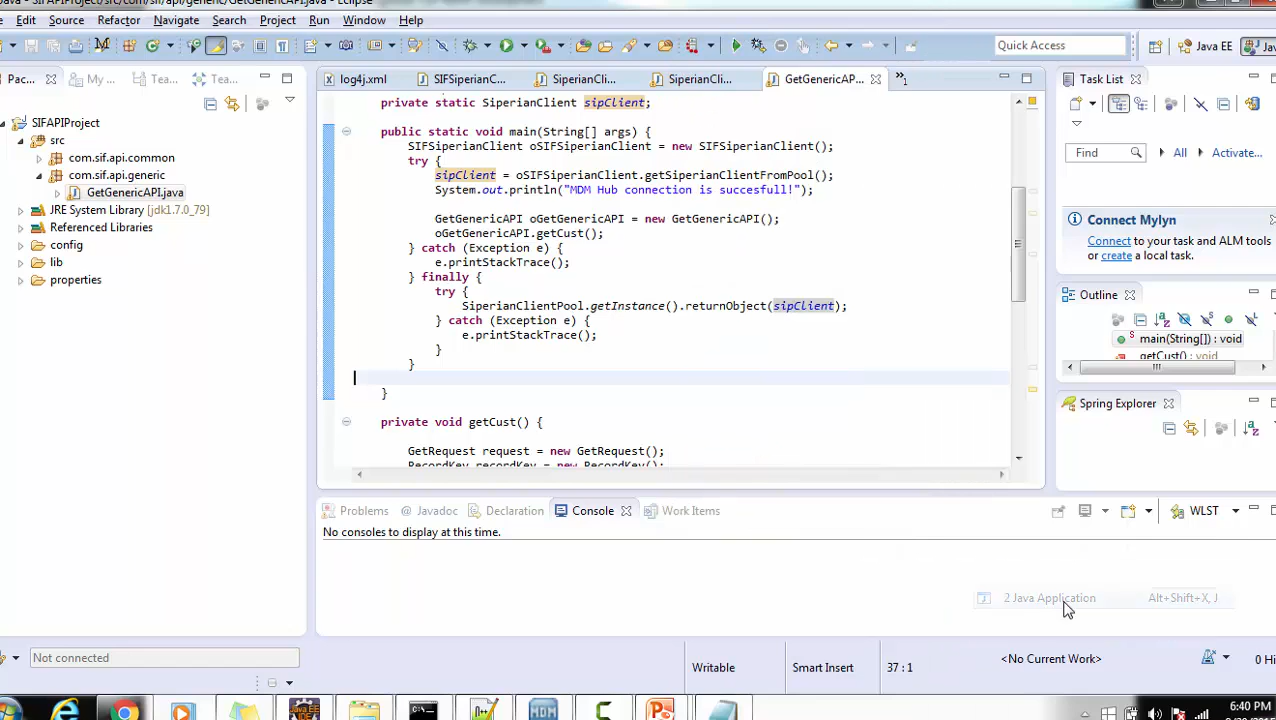 Java - SIFAPIProject/src/com/sif/api/generic/GetGenericAPI.java - Eclipse
Edit Source Refactor Navigate Search Project Run Window Help
Quick Access
Java EE
Pac...
My ...
Tea...
Tea...
log4j.xml
SIFSiperianC...
SiperianCli...
SiperianCli...
GetGenericAP...
»1
Task List
SIFAPIProject
src
com.sif.api.common
com.sif.api.generic
GetGenericAPI.java
JRE System Library [jdk1.7.0_79]
Referenced Libraries
config
lib
properties
private static SiperianClient sipClient;
public static void main(String[] args) {
SIFSiperianClient oSIFSiperianClient = new SIFSiperianClient();
try {
sipClient = oSIFSiperianClient.getSiperianClientFromPool();
System.out.println("MDM Hub connection is succesfull!");
GetGenericAPI oGetGenericAPI = new GetGenericAPI();
oGetGenericAPI.getCust();
} catch (Exception e) {
e.printStackTrace();
} finally {
try {
SiperianClientPool.getInstance().returnObject(sipClient);
} catch (Exception e) {
e.printStackTrace();
}
}
}
private void getCust() {
GetRequest request = new GetRequest();
RecordKey recordKey = new RecordKey();
Find
All
Activate...
Connect Mylyn
Connect to your task and ALM tools
or create a local task.
Outline
main(String[]) : void
getCust() : void
Spring Explorer
Problems
Javadoc
Declaration
Console
Work Items
WLST
No consoles to display at this time.
2 Java Application Alt+Shift+X, J
Not connected
Writable
Smart Insert
37 : 1
<No Current Work>
6:40 PM